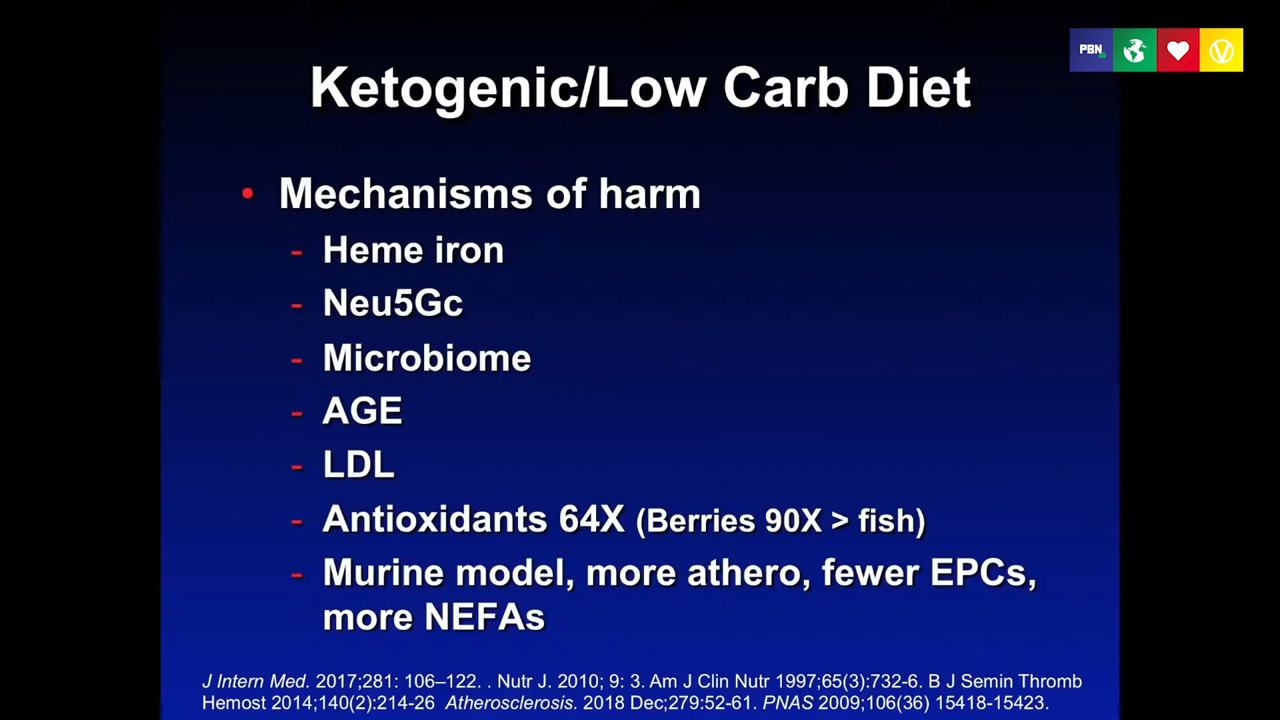 PBN
Ketogenic/Low Carb Diet
• Mechanisms of harm
- Heme iron
- Neu5Gc
- Microbiome
- AGE
- LDL
- Antioxidants 64X (Berries 90X > fish)
- Murine model, more athero, fewer EPCs,
more NEFAs
J Intern Med. 2017;281: 106–122. . Nutr J. 2010; 9: 3. Am J Clin Nutr 1997;65(3):732-6. B J Semin Thromb
Hemost 2014;140(2):214-26 Atherosclerosis. 2018 Dec;279:52-61. PNAS 2009;106(36) 15418-15423.